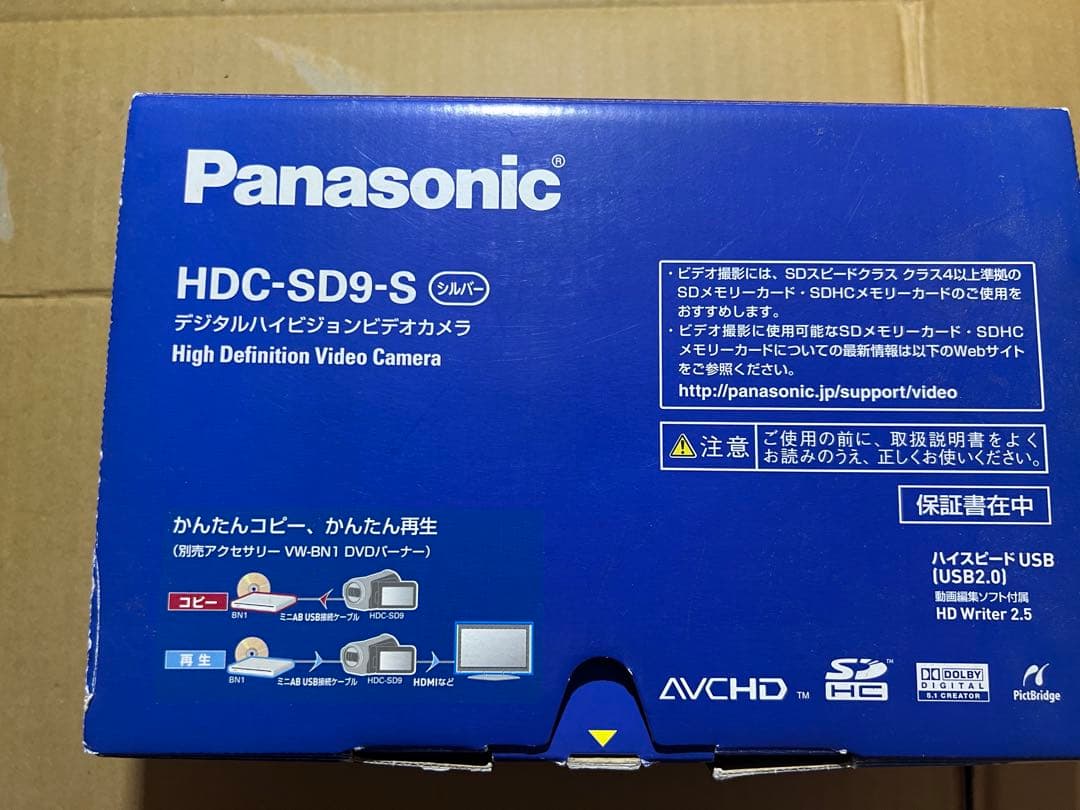 Panasonic®
HDC-SD9-S シルバー
デジタルハイビジョンビデオカメラ
High Definition Video Camera
・ビデオ撮影には、SDスピードクラス クラス4以上準拠の
SDメモリーカード・SDHCメモリーカードのご使用を
おすすめします。
・ビデオ撮影に使用可能なSDメモリーカード・SDHC
メモリーカードについての最新情報は以下のWebサイト
をご参照ください。
http://panasonic.jp/support/video
注意
ご使用の前に、取扱説明書をよく
お読みのうえ、正しくお使いください。
保証書在中
かんたんコピー、かんたん再生
(別売アクセサリー VW-BN1 DVDバーナー)
コピー
BN1 ミニAB USB接続ケーブル HDC-SD9
再生
BN1 ミニAB USB接続ケーブル HDC-SD9 HDMIなど
ハイスピード USB
(USB2.0)
動画編集ソフト付属
HD Writer 2.5
AVCHD TM
SD HC TM
DOLBY
DIGITAL
5.1 CREATOR
PictBridge